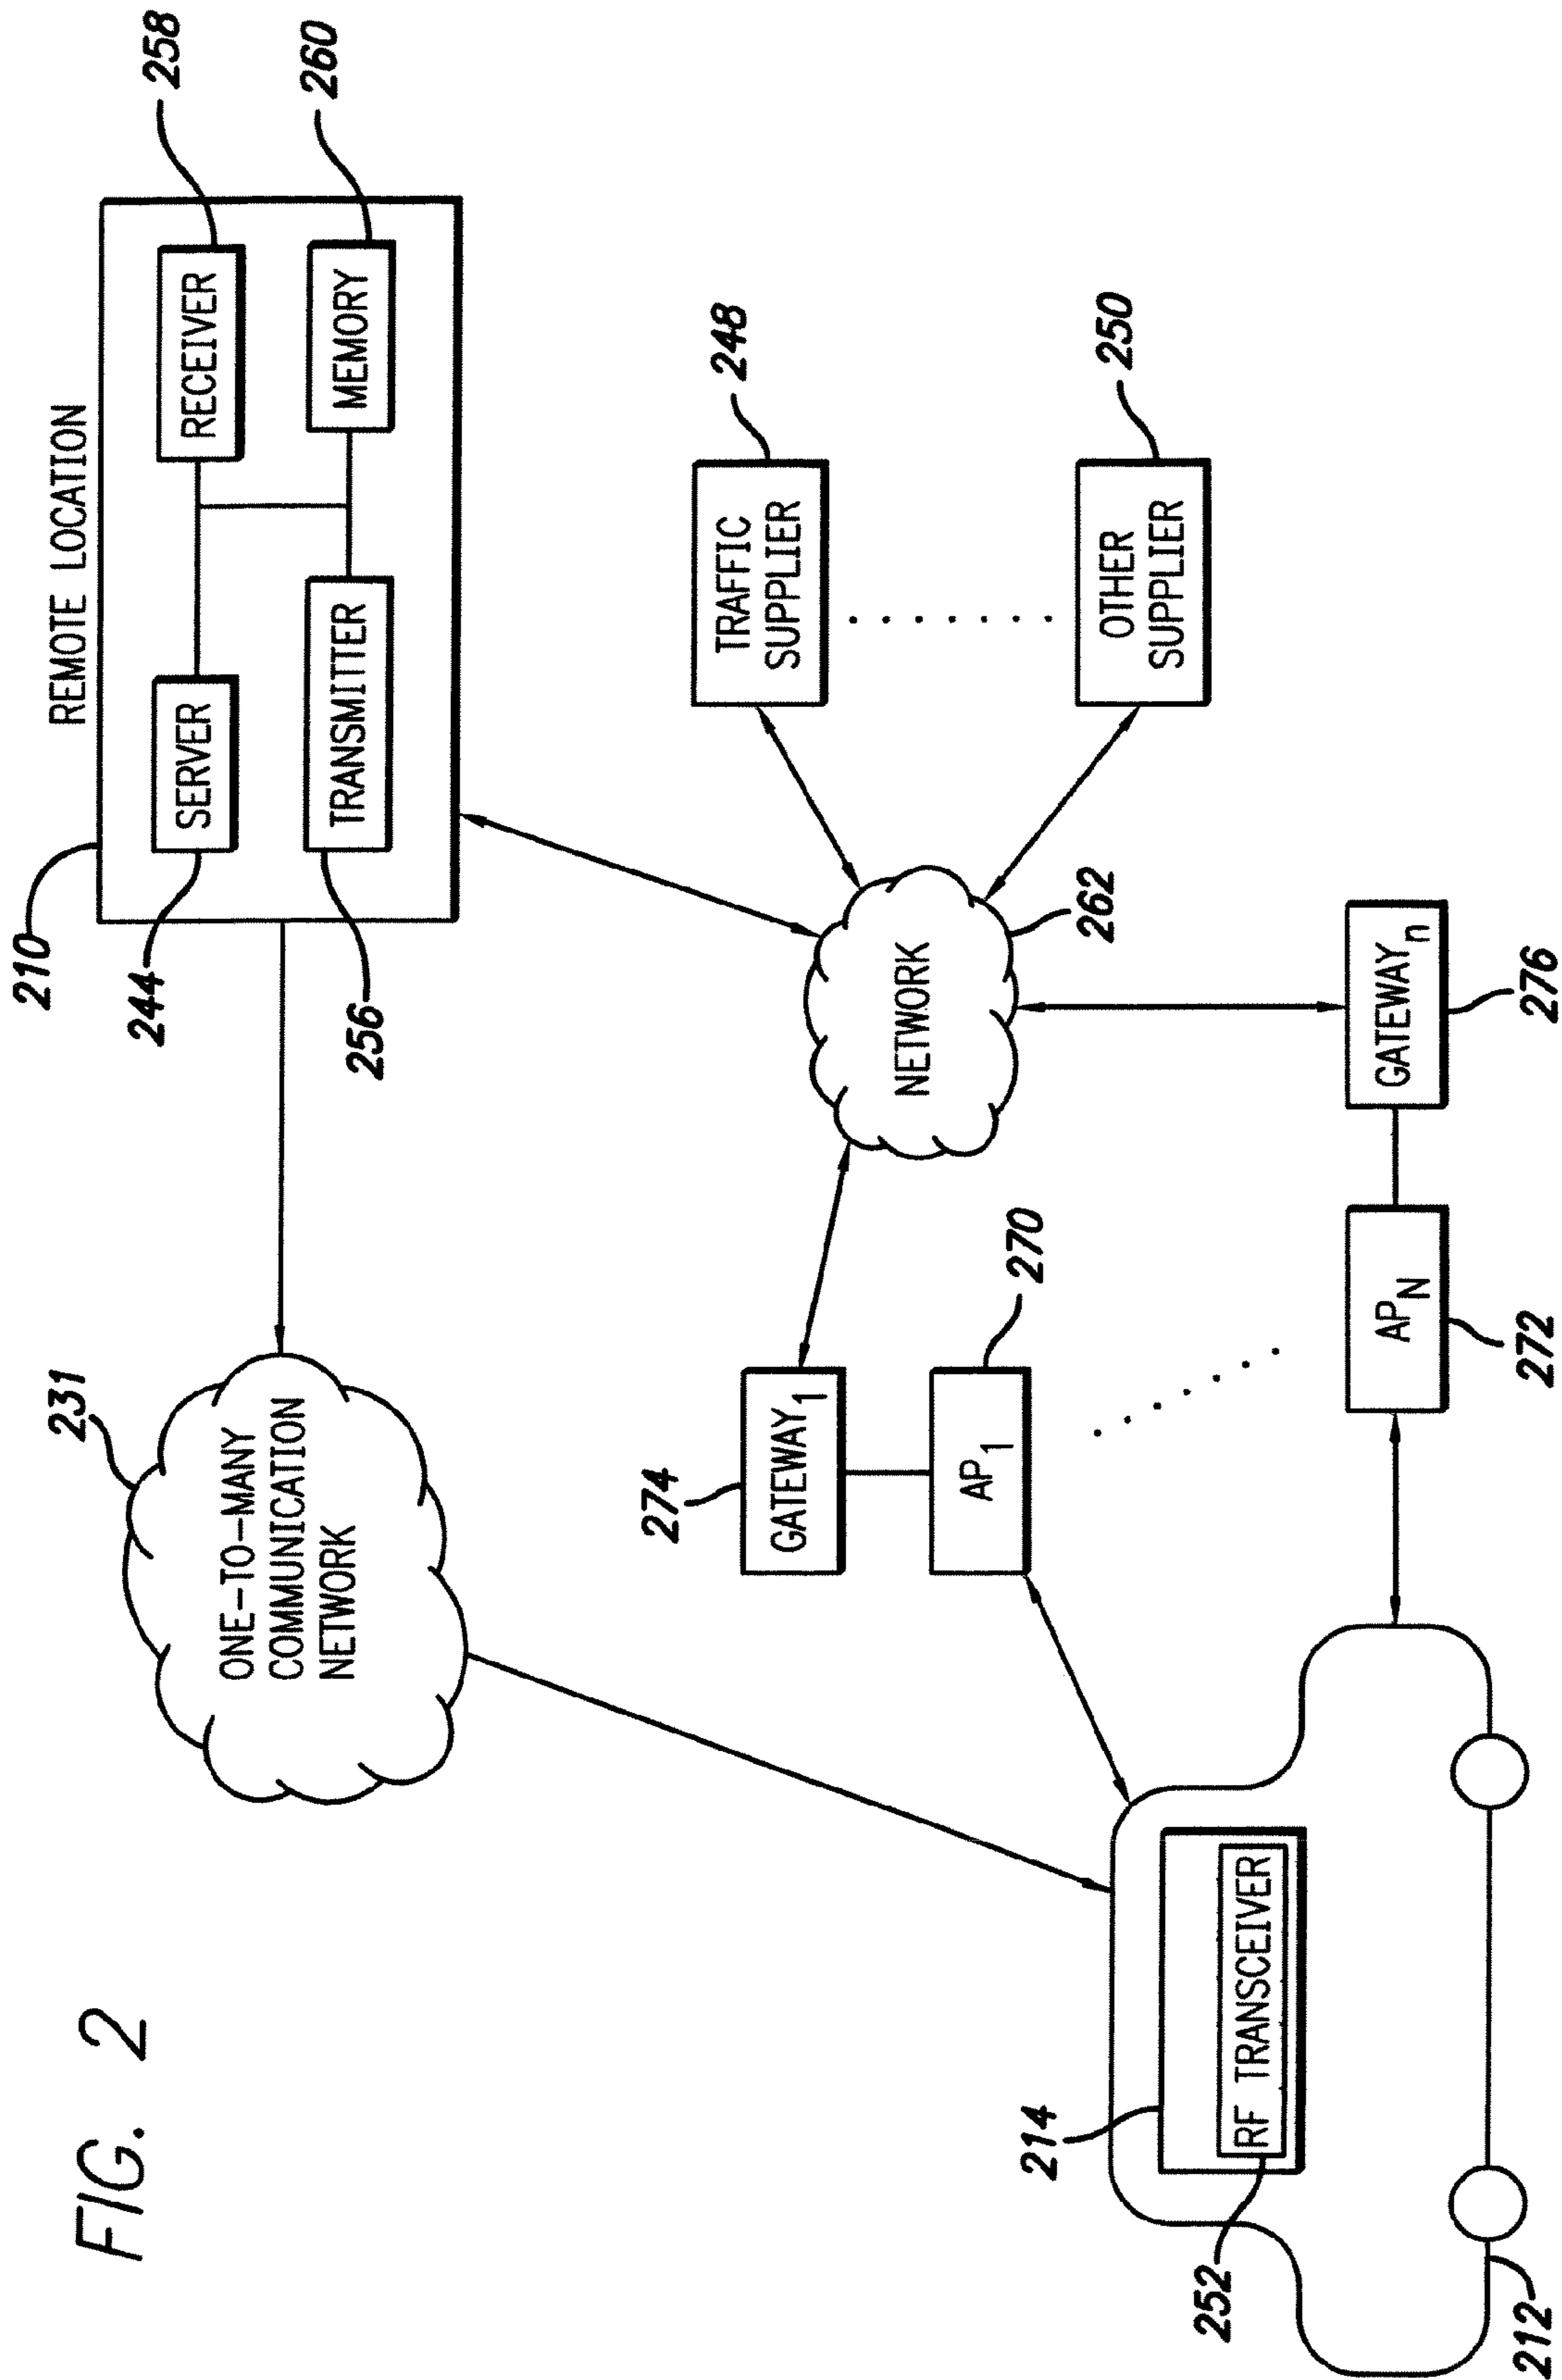 FIG. 2
REMOTE LOCATION
210
258
260
244
256
SERVER
RECEIVER
TRANSMITTER
MEMORY
231
ONE-TO-MANY
COMMUNICATION
NETWORK
TRAFFIC
SUPPLIER
248
OTHER
SUPPLIER
250
NETWORK
262
274
GATEWAY1
AP1
270
APN
272
GATEWAYn
276
214
RF TRANSCEIVER
252
212